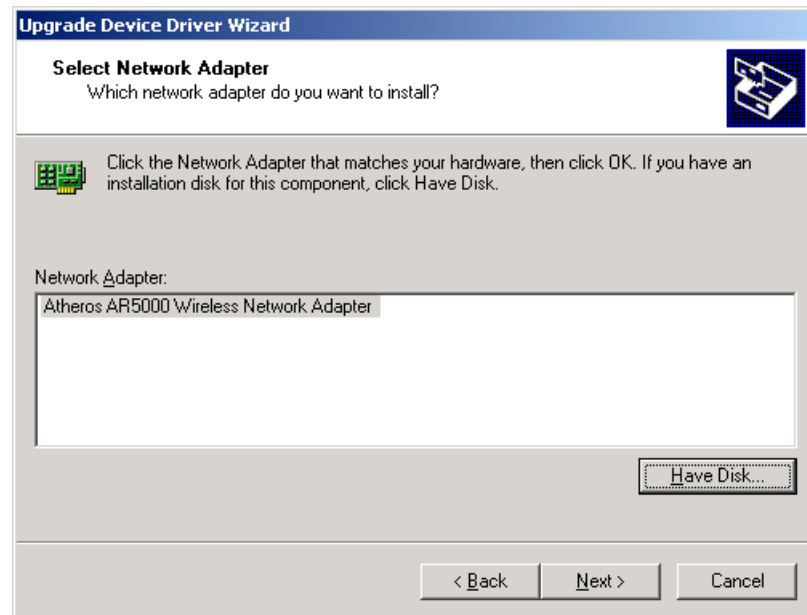 Upgrade Device Driver Wizard
Select Network Adapter
Which network adapter do you want to install?
Click the Network Adapter that matches your hardware, then click OK. If you have an
installation disk for this component, click Have Disk.
Network Adapter:
Atheros AR5000 Wireless Network Adapter
Have Disk...
< Back
Next >
Cancel